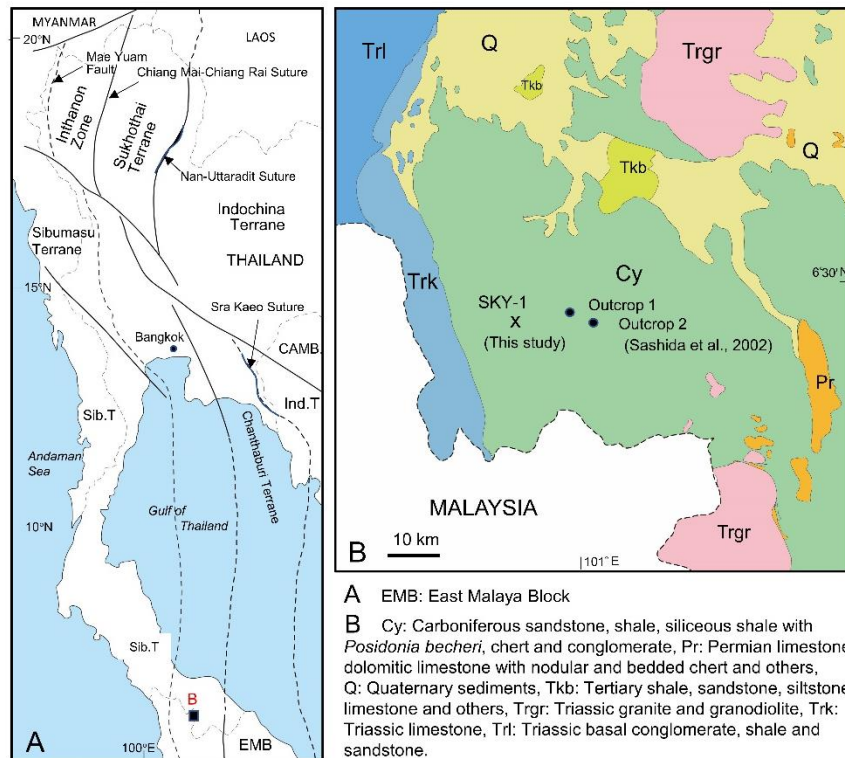 MYANMAR
20°N
LAOS
Mae Yuam
Fault
Chiang Mai-Chiang Rai Suture
Inthanon
Zone
Sukhothai
Terrane
Nan-Uttaradit Suture
Indochina
Terrane
Sibumasu
Terrane
THAILAND
15°N
Sra Kaeo Suture
Bangkok
CAMB.
Ind.T
Sib.T
Chanthaburi Terrane
Andaman
Sea
Gulf of
Thailand
10°N
Sib.T
B
EMB
100°E
A
Trl
Q
Trgr
Tkb
Q
Tkb
Cy
6°30′N
Trk
SKY-1
X
(This study)
Outcrop 1
Outcrop 2
(Sashida et al., 2002)
Pr
MALAYSIA
Trgr
B
10 km
101°E
A EMB: East Malaya Block
B Cy: Carboniferous sandstone, shale, siliceous shale with
Posidonia becheri, chert and conglomerate, Pr: Permian limestone
dolomitic limestone with nodular and bedded chert and others,
Q: Quaternary sediments, Tkb: Tertiary shale, sandstone, siltstone
limestone and others, Trgr: Triassic granite and granodiolite, Trk:
Triassic limestone, Trl: Triassic basal conglomerate, shale and
sandstone.